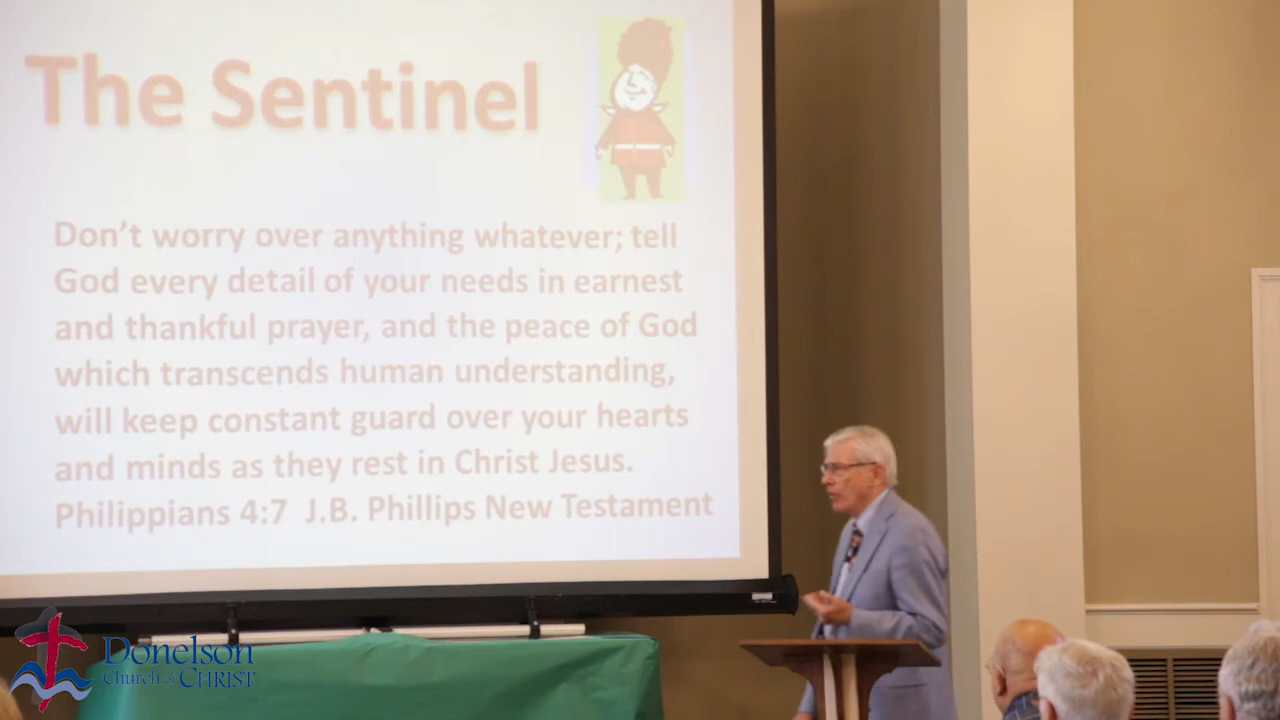 The Sentinel
Don't worry over anything whatever; tell
God every detail of your needs in earnest
and thankful prayer, and the peace of God
which transcends human understanding,
will keep constant guard over your hearts
and minds as they rest in Christ Jesus.
Philippians 4:7 J.B. Phillips New Testament
Donelson
Church of CHRIST